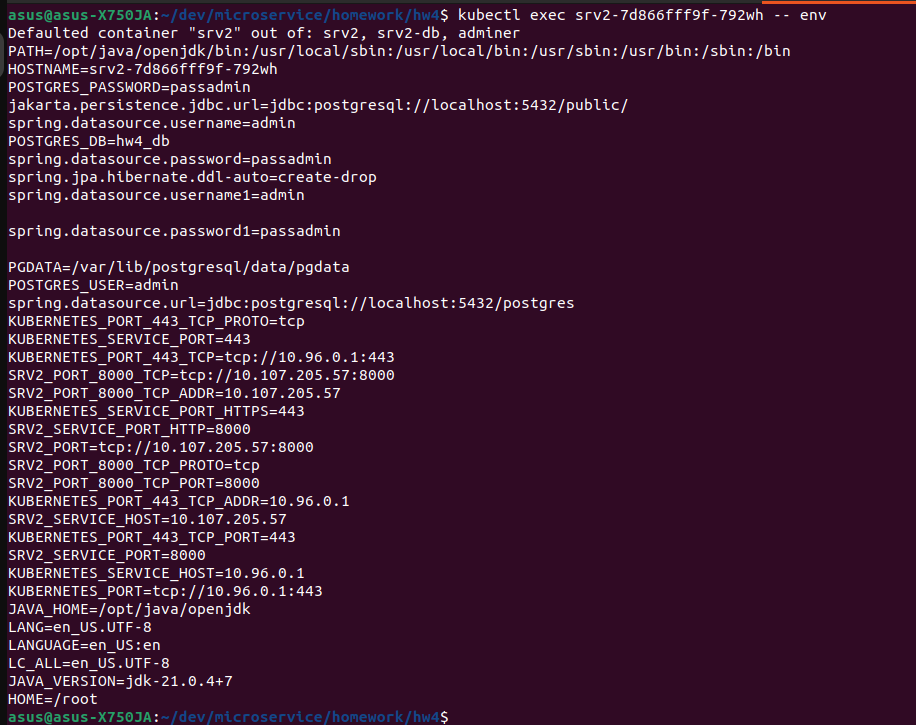 asus@asus-X750JA:~/dev/microservice/homework/hw4$ kubectl exec srv2-7d866fff9f-792wh -- env
Defaulted container "srv2" out of: srv2, srv2-db, adminer
PATH=/opt/java/openjdk/bin:/usr/local/sbin:/usr/local/bin:/usr/sbin:/usr/bin:/sbin:/bin
HOSTNAME=srv2-7d866fff9f-792wh
POSTGRES_PASSWORD=passadmin
jakarta.persistence.jdbc.url=jdbc:postgresql://localhost:5432/public/
spring.datasource.username=admin
POSTGRES_DB=hw4_db
spring.datasource.password=passadmin
spring.jpa.hibernate.ddl-auto=create-drop
spring.datasource.username1=admin
spring.datasource.password1=passadmin
PGDATA=/var/lib/postgresql/data/pgdata
POSTGRES_USER=admin
spring.datasource.url=jdbc:postgresql://localhost:5432/postgres
KUBERNETES_PORT_443_TCP_PROTO=tcp
KUBERNETES_SERVICE_PORT=443
KUBERNETES_PORT_443_TCP=tcp://10.96.0.1:443
SRV2_PORT_8000_TCP=tcp://10.107.205.57:8000
SRV2_PORT_8000_TCP_ADDR=10.107.205.57
KUBERNETES_SERVICE_PORT_HTTPS=443
SRV2_SERVICE_PORT_HTTP=8000
SRV2_PORT=tcp://10.107.205.57:8000
SRV2_PORT_8000_TCP_PROTO=tcp
SRV2_PORT_8000_TCP_PORT=8000
KUBERNETES_PORT_443_TCP_ADDR=10.96.0.1
SRV2_SERVICE_HOST=10.107.205.57
KUBERNETES_PORT_443_TCP_PORT=443
SRV2_SERVICE_PORT=8000
KUBERNETES_SERVICE_HOST=10.96.0.1
KUBERNETES_PORT=tcp://10.96.0.1:443
JAVA_HOME=/opt/java/openjdk
LANG=en_US.UTF-8
LANGUAGE=en_US:en
LC_ALL=en_US.UTF-8
JAVA_VERSION=jdk-21.0.4+7
HOME=/root
asus@asus-X750JA:~/dev/microservice/homework/hw4$